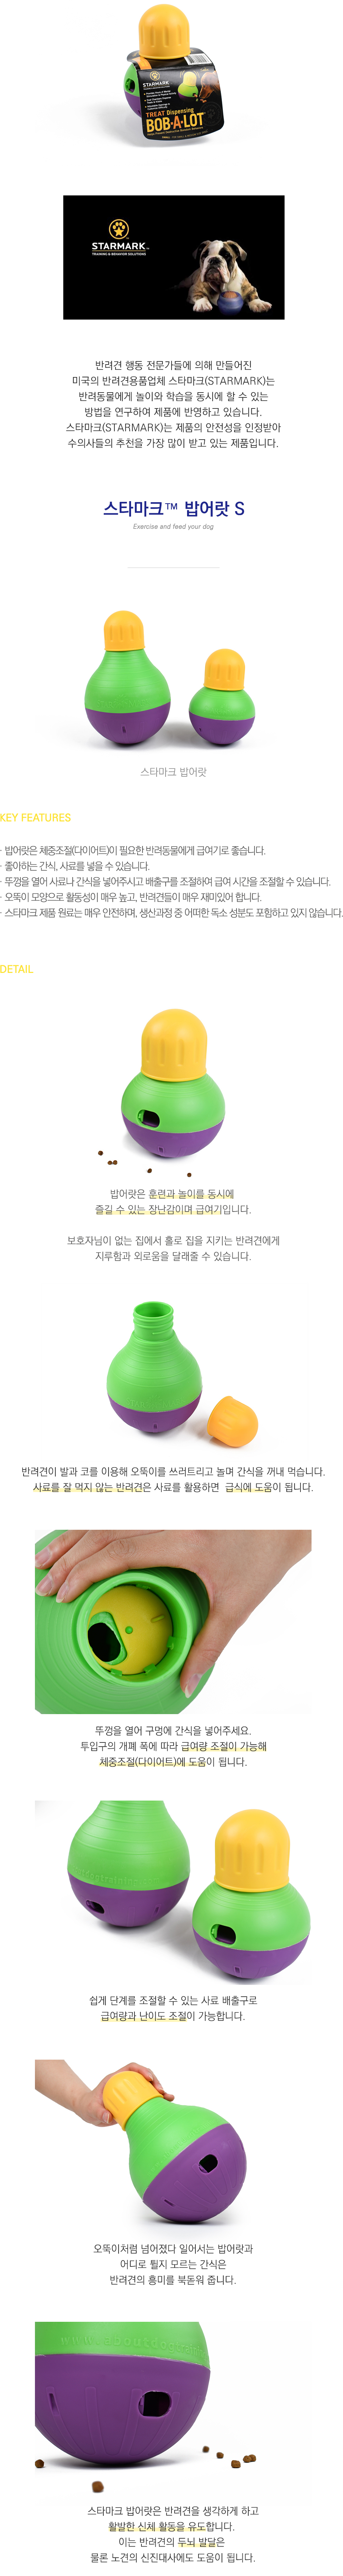 STARMARK
TREAT Dispensing
BOB·A·LOT
STARMARK
TRAINING & BEHAVIOR SOLUTIONS
반려견 행동 전문가들에 의해 만들어진
미국의 반려견용품업체 스타마크(STARMARK)는
반려동물에게 놀이와 학습을 동시에 할 수 있는
방법을 연구하여 제품에 반영하고 있습니다.
스타마크(STARMARK)는 제품의 안전성을 인정받아
수의사들의 추천을 가장 많이 받고 있는 제품입니다.
스타마크™ 밥어랏 S
Exercise and feed your dog
스타마크 밥어랏
KEY FEATURES
· 밥어랏은 체중조절(다이어트)이 필요한 반려동물에게 급여기로 좋습니다.
· 좋아하는 간식, 사료를 넣을 수 있습니다.
· 뚜껑을 열어 사료나 간식을 넣어주시고 배출구를 조절하여 급여 시간을 조절할 수 있습니다.
· 오뚝이 모양으로 활동성이 매우 높고, 반려견들이 매우 재미있어 합니다.
· 스타마크 제품 원료는 매우 안전하며, 생산과정 중 어떠한 독소 성분도 포함하고 있지 않습니다.
DETAIL
밥어랏은 훈련과 놀이를 동시에
즐길 수 있는 장난감이며 급여기입니다.
보호자님이 없는 집에서 홀로 집을 지키는 반려견에게
지루함과 외로움을 달래줄 수 있습니다.
반려견이 발과 코를 이용해 오뚝이를 쓰러트리고 놀며 간식을 꺼내 먹습니다.
사료를 잘 먹지 않는 반려견은 사료를 활용하면 급식에 도움이 됩니다.
뚜껑을 열어 구멍에 간식을 넣어주세요.
투입구의 개폐 폭에 따라 급여량 조절이 가능해
체중조절(다이어트)에 도움이 됩니다.
쉽게 단계를 조절할 수 있는 사료 배출구로
급여량과 난이도 조절이 가능합니다.
오뚝이처럼 넘어졌다 일어서는 밥어랏과
어디로 튈지 모르는 간식은
반려견의 흥미를 북돋워 줍니다.
스타마크 밥어랏은 반려견을 생각하게 하고
활발한 신체 활동을 유도합니다.
이는 반려견의 두뇌 발달은
물론 노견의 신진대사에도 도움이 됩니다.